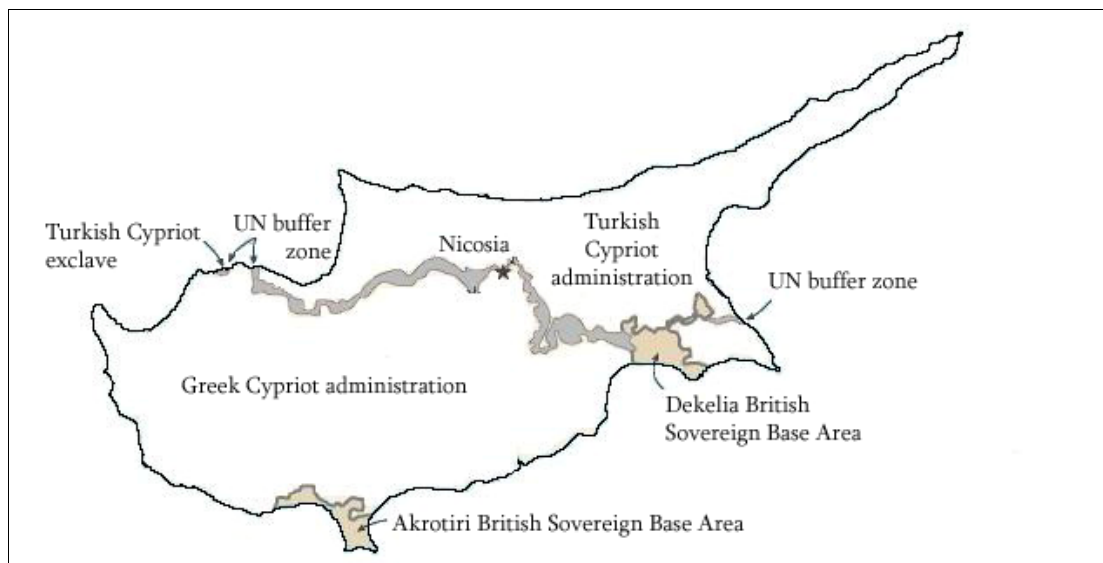 Turkish Cypriot
exclave
UN buffer
zone
Nicosia
Turkish
Cypriot
administration
UN buffer zone
Greek Cypriot administration
Dekelia British
Sovereign Base Area
Akrotiri British Sovereign Base Area